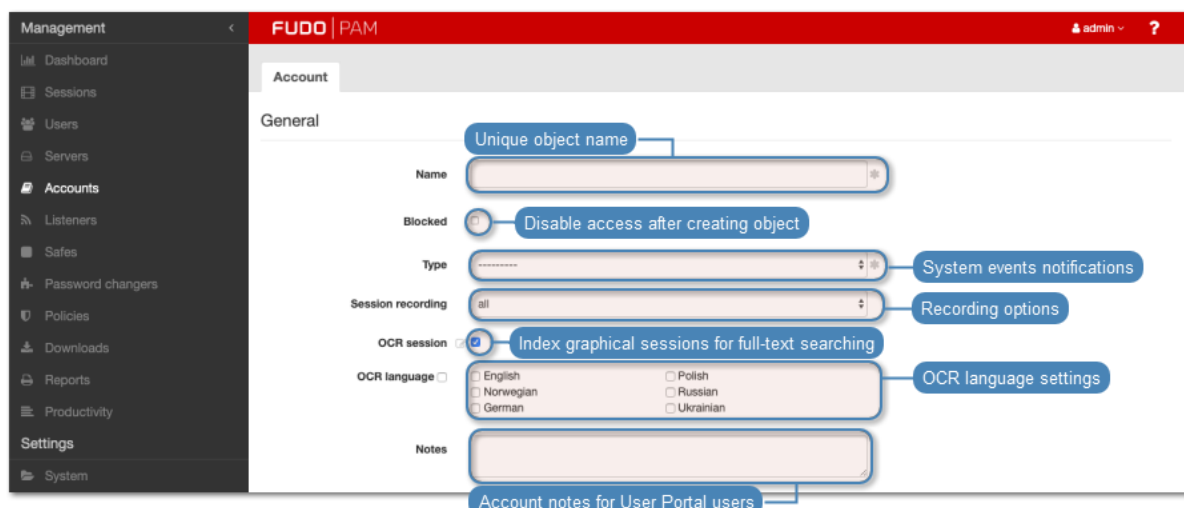 Management
FUDO PAM
admin
?
Dashboard
Sessions
Users
Servers
Accounts
Listeners
Safes
Password changers
Policies
Downloads
Reports
Productivity
Settings
System
Account
General
Unique object name
Name
Blocked
Disable access after creating object
Type
---------
System events notifications
Session recording
all
Recording options
OCR session
Index graphical sessions for full-text searching
OCR language
English
Polish
Norwegian
Russian
German
Ukrainian
OCR language settings
Notes
Account notes for User Portal users